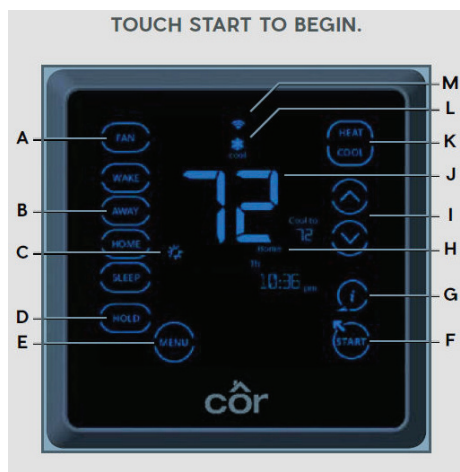 TOUCH START TO BEGIN.
M
L
A
FAN
cool
HEAT
COOL
K
WAKE
72
J
B
AWAY
Cool to
72
I
HOME
Home
H
C
Th
SLEEP
10:36 pm
i
G
D
HOLD
E
MENU
START
F
côr